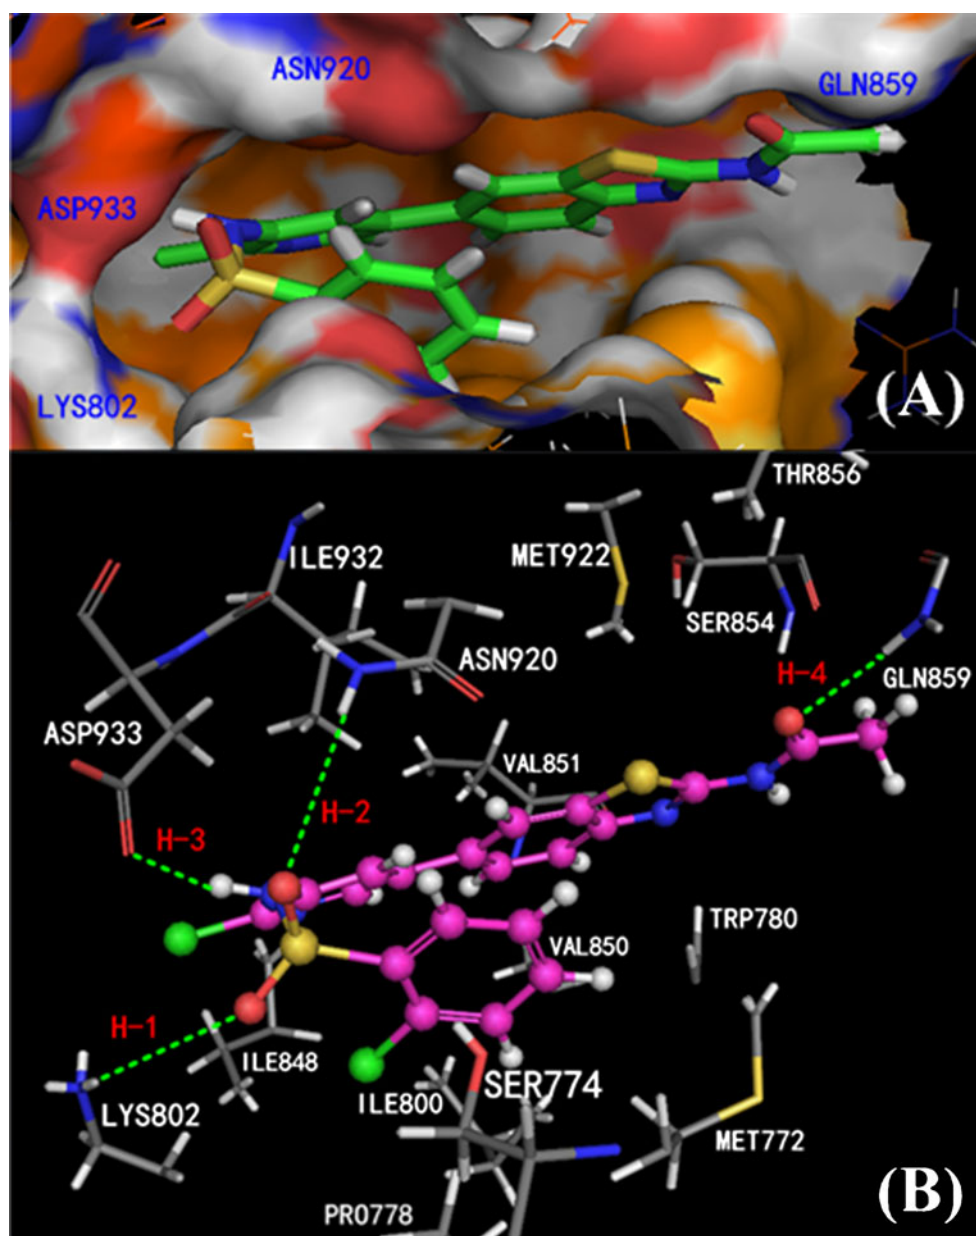 ASN920
GLN859
ASP933
LYS802
(A)
THR856
ILE932
MET922
SER854
ASN920
H-4
GLN859
ASP933
VAL851
H-2
H-3
TRP780
VAL850
H-1
ILE848
SER774
ILE800
LYS802
MET772
PRO778
(B)